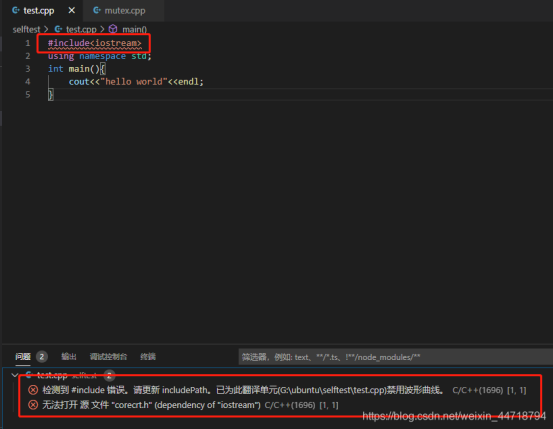 test.cpp × mutex.cpp
selftest > test.cpp > main()
1 #include<iostream>
2 using namespace std;
3 int main(){
4 cout<<"hello world"<<endl;
5 }
问题 2 输出 调试控制台 终端 筛选器，例如: text、**/*.ts、!**/node_modules/**
test.cpp selftest 2
检测到 #include 错误。请更新 includePath。已为此翻译单元(G:\ubuntu\selftest\test.cpp)禁用波形曲线。 C/C++(1696) [1, 1]
无法打开 源 文件 "corecrt.h" (dependency of "iostream") C/C++(1696) [1, 1]
https://blog.csdn.net/weixin_44718794